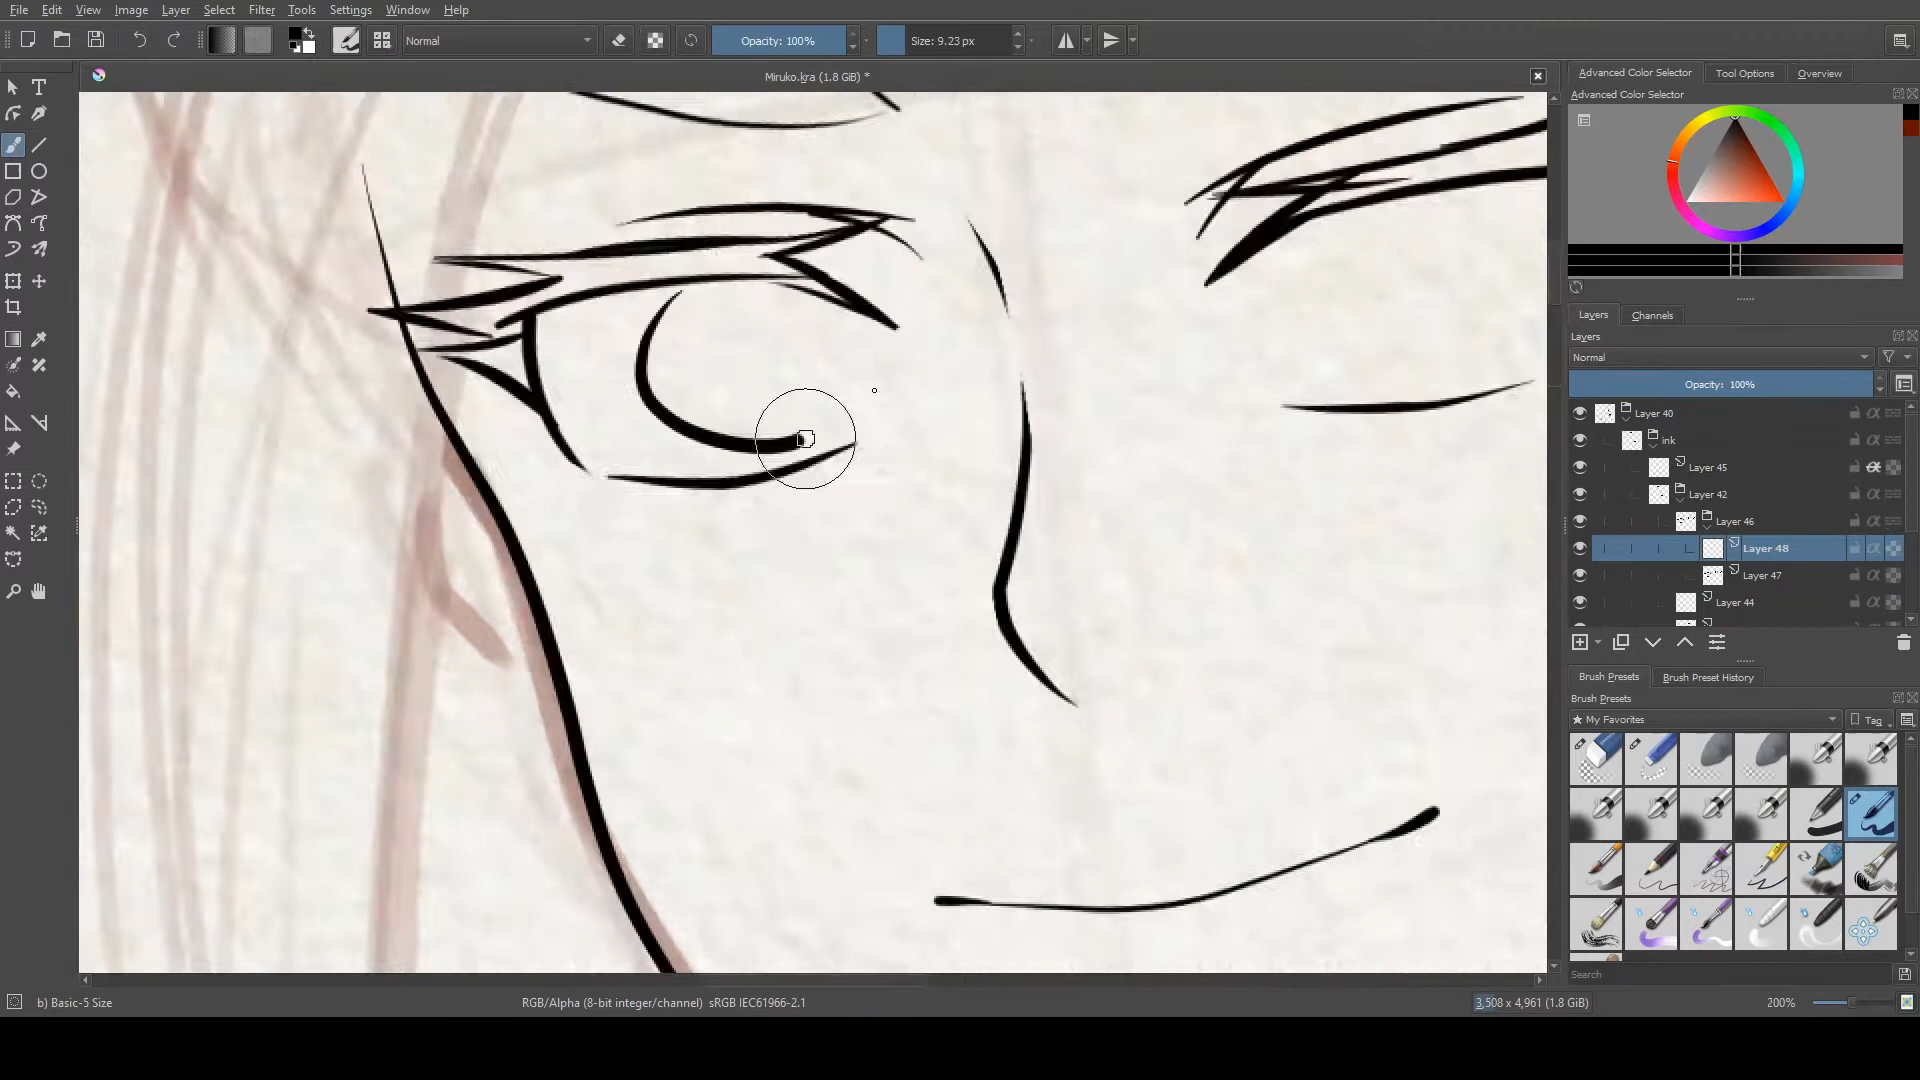 File Edit View Image Layer Select Filter Tools Settings Window Help
Normal
Opacity: 100%
Size: 9.23 px
Miruko.kra (1.8 GiB) *
Advanced Color Selector
Tool Options
Overview
Advanced Color Selector
Layers
Channels
Layers
Normal
Opacity: 100%
Layer 40
ink
Layer 45
Layer 42
Layer 46
Layer 48
Layer 47
Layer 44
Brush Presets
Brush Preset History
Brush Presets
★ My Favorites
Tag
Search
b) Basic-5 Size
RGB/Alpha (8-bit integer/channel) sRGB IEC61966-2.1
3,508 x 4,961 (1.8 GiB)
200%